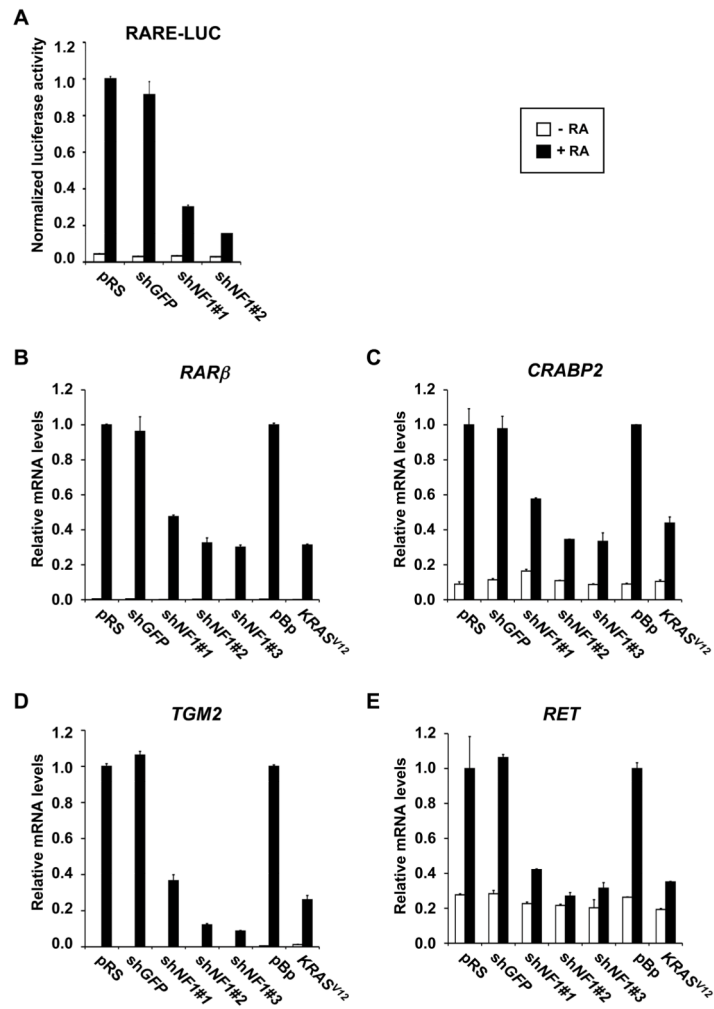 A
RARE-LUC
Normalized luciferase activity
1.2
1.0
0.8
0.6
0.4
0.2
0.0
pRS
shGFP
shNF1#1
shNF1#2
- RA
+ RA
B
RARβ
Relative mRNA levels
1.2
1.0
0.8
0.6
0.4
0.2
0.0
pRS
shGFP
shNF1#1
shNF1#2
shNF1#3
pBp
KRASV12
C
CRABP2
Relative mRNA levels
1.2
1.0
0.8
0.6
0.4
0.2
0.0
pRS
shGFP
shNF1#1
shNF1#2
shNF1#3
pBp
KRASV12
D
TGM2
Relative mRNA levels
1.2
1.0
0.8
0.6
0.4
0.2
0.0
pRS
shGFP
shNF1#1
shNF1#2
shNF1#3
pBp
KRASV12
E
RET
Relative mRNA levels
1.2
1.0
0.8
0.6
0.4
0.2
0.0
pRS
shGFP
shNF1#1
shNF1#2
shNF1#3
pBp
KRASV12